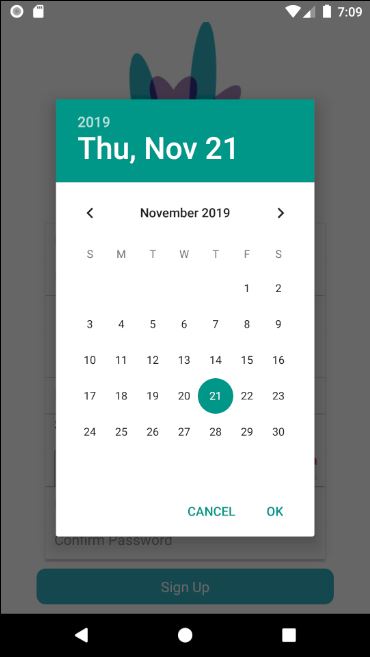 7:09
2019
Thu, Nov 21
November 2019
S M T W T F S
1 2
3 4 5 6 7 8 9
10 11 12 13 14 15 16
17 18 19 20 21 22 23
24 25 26 27 28 29 30
CANCEL OK
Confirm Password
Sign Up